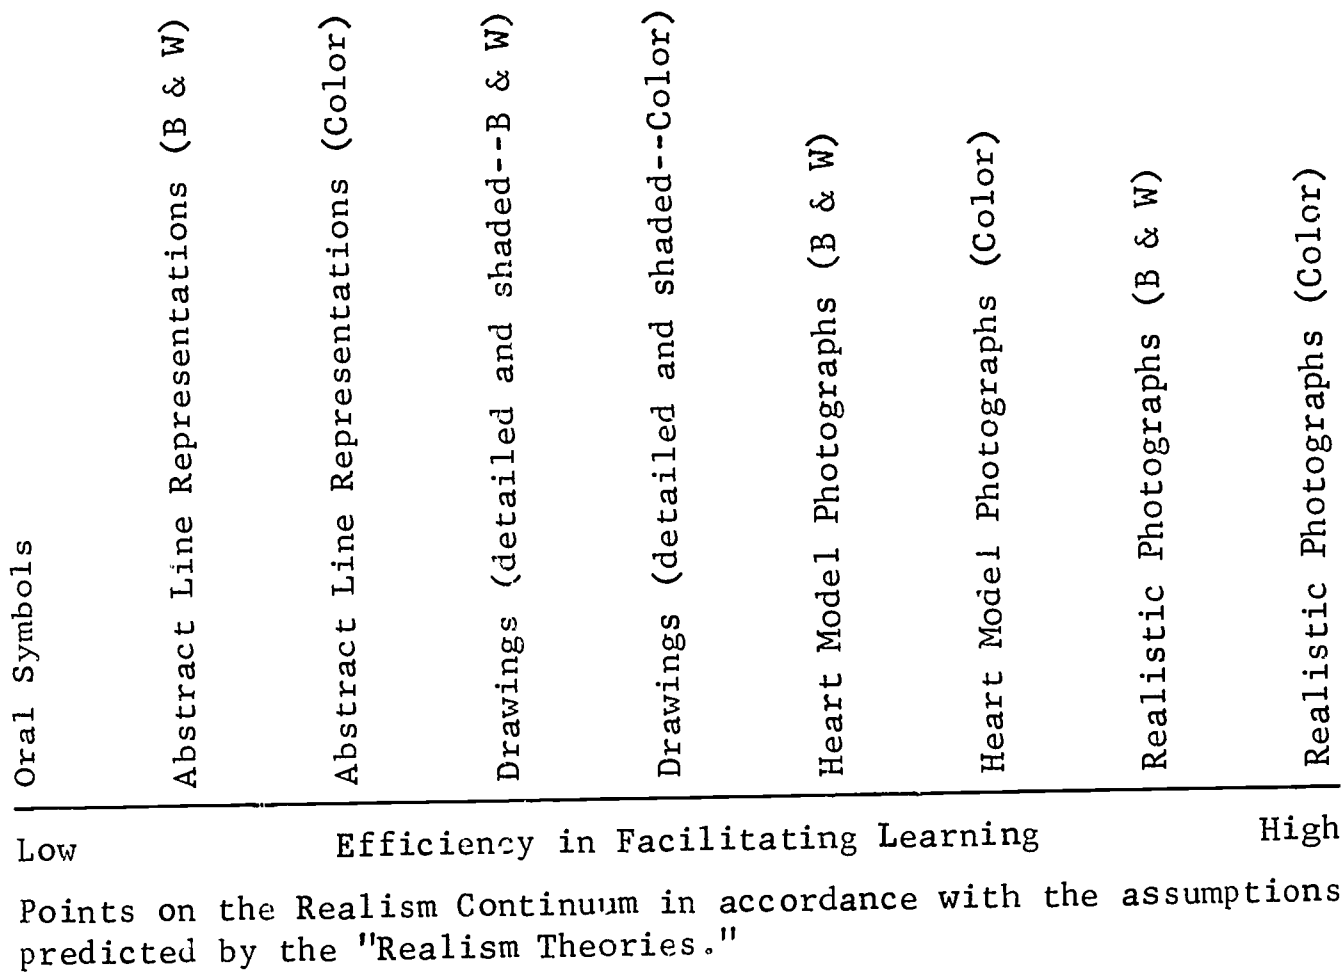 Oral Symbols
Abstract Line Representations (B & W)
Abstract Line Representations (Color)
Drawings (detailed and shaded--B & W)
Drawings (detailed and shaded--Color)
Heart Model Photographs (B & W)
Heart Model Photographs (Color)
Realistic Photographs (B & W)
Realistic Photographs (Color)
Low Efficiency in Facilitating Learning High
Points on the Realism Continuum in accordance with the assumptions
predicted by the "Realism Theories."